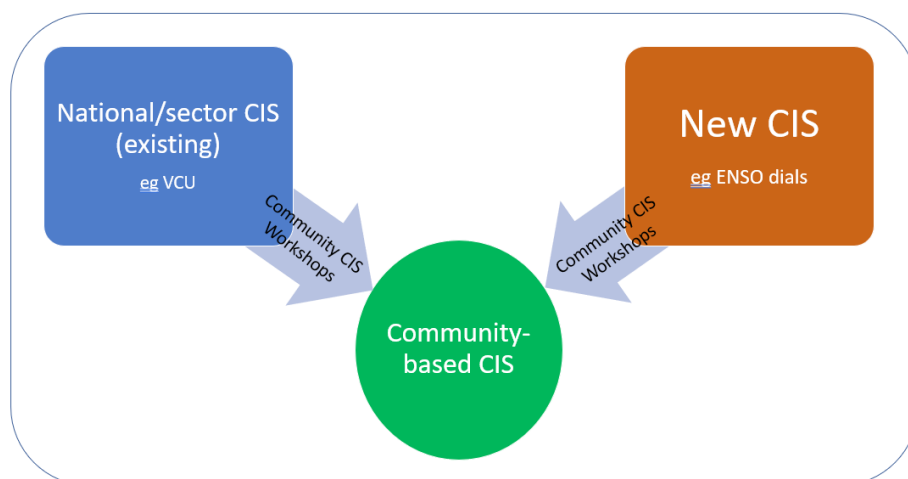 National/sector CIS
(existing)
eg VCU
New CIS
eg ENSO dials
Community CIS
Workshops
Community CIS
Workshops
Community-
based CIS